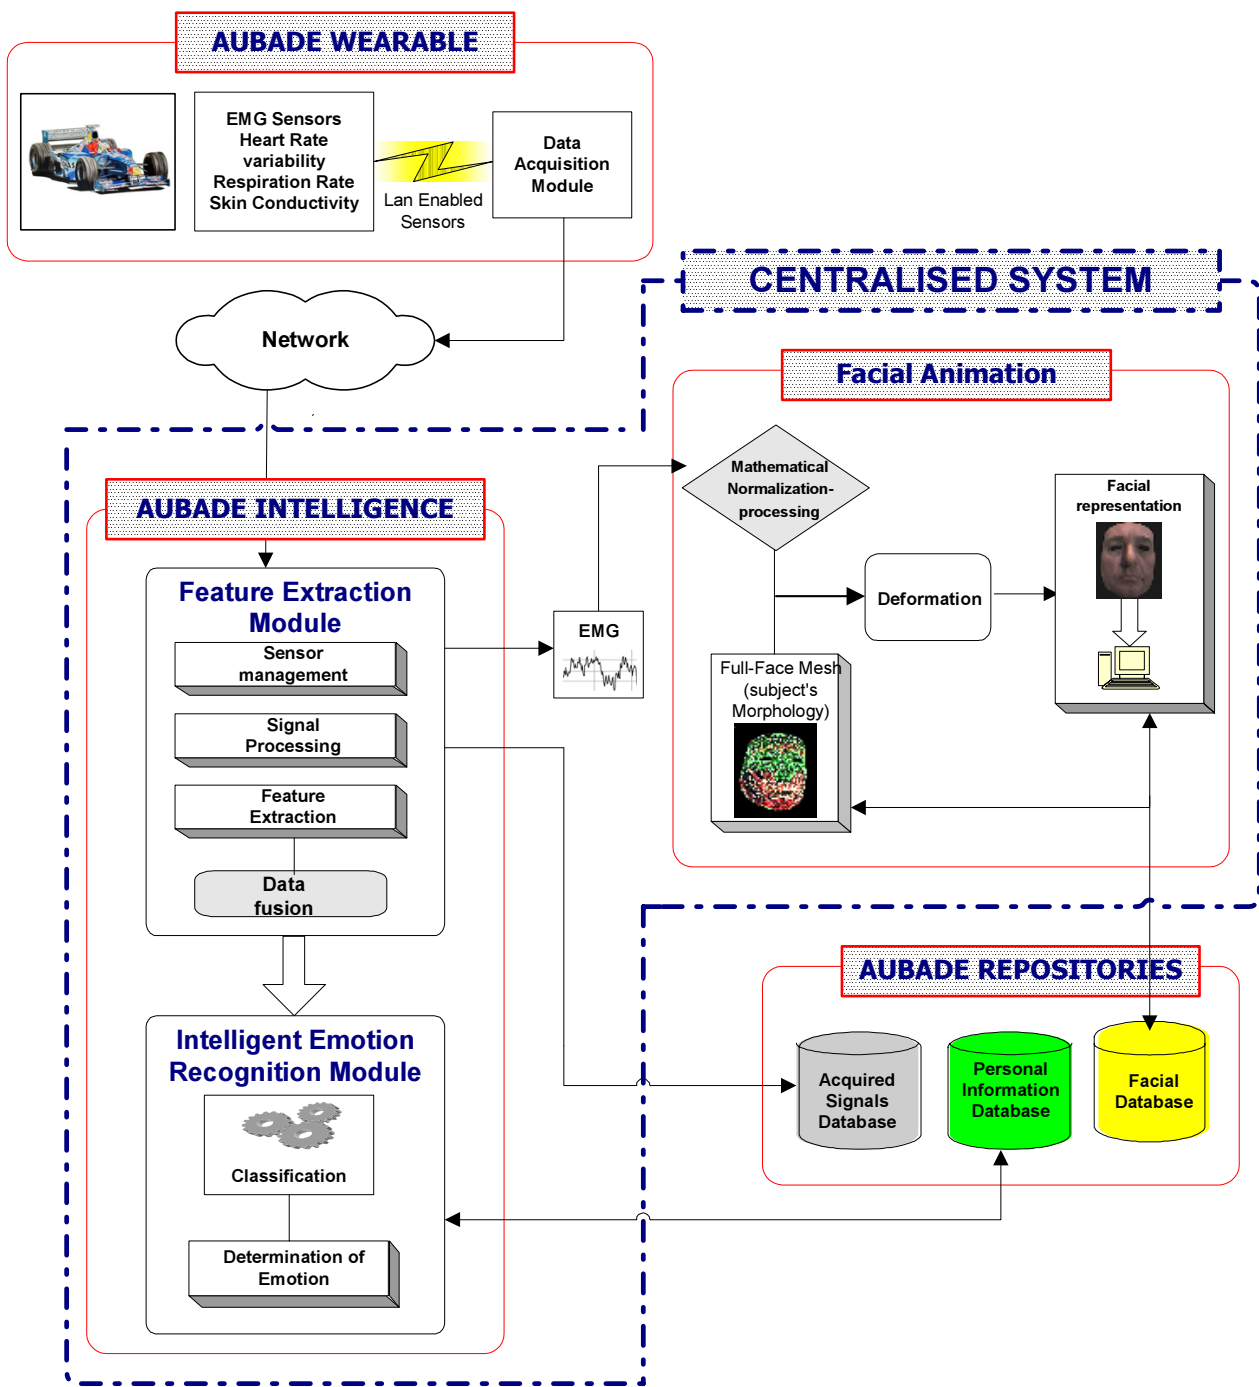 AUBADE WEARABLE
EMG Sensors
Heart Rate
variability
Respiration Rate
Skin Conductivity
Lan Enabled
Sensors
Data
Acquisition
Module
Network
CENTRALISED SYSTEM
Facial Animation
Mathematical
Normalization-
processing
Deformation
Facial
representation
Full-Face Mesh
(subject's
Morphology)
AUBADE INTELLIGENCE
Feature Extraction
Module
Sensor
management
Signal
Processing
Feature
Extraction
Data
fusion
EMG
Intelligent Emotion
Recognition Module
Classification
Determination of
Emotion
AUBADE REPOSITORIES
Acquired
Signals
Database
Personal
Information
Database
Facial
Database